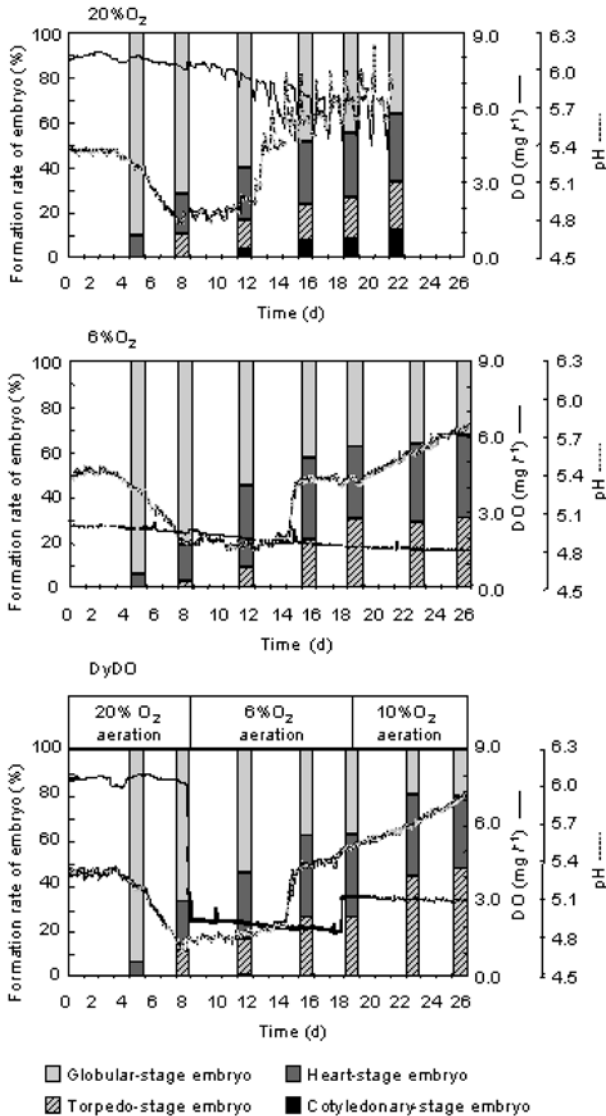 20%O₂
Formation rate of embryo (%)
100
80
60
40
20
0
0 2 4 6 8 10 12 14 16 18 20 22 24 26
Time (d)
9.0
6.0
3.0
0.0
DO (mg l⁻¹)
6.3
6.0
5.7
5.4
5.1
4.8
4.5
pH
6%O₂
Formation rate of embryo (%)
100
80
60
40
20
0
0 2 4 6 8 10 12 14 16 18 20 22 24 26
Time (d)
9.0
6.0
3.0
0.0
DO (mg l⁻¹)
6.3
6.0
5.7
5.4
5.1
4.8
4.5
pH
DyDO
20% O₂
aeration
6%O₂
aeration
10%O₂
aeration
Formation rate of embryo (%)
100
80
60
40
20
0
0 2 4 6 8 10 12 14 16 18 20 22 24 26
Time (d)
9.0
6.0
3.0
0.0
DO (mg l⁻¹)
6.3
6.0
5.7
5.4
5.1
4.8
4.5
pH
Globular-stage embryo
Heart-stage embryo
Torpedo-stage embryo
Cotyledonary-stage embryo